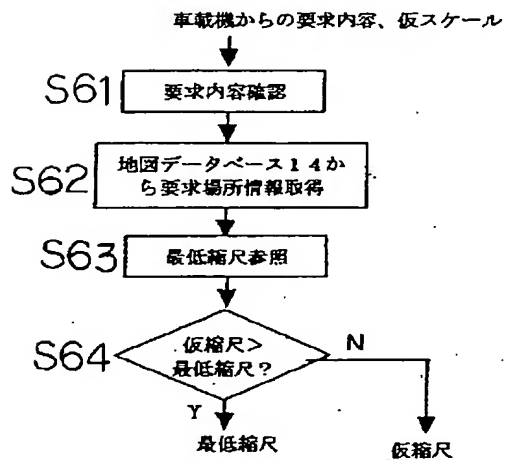 車載機からの要求内容、仮スケール
S61
要求内容確認
S62
地図データベース14か
ら要求場所情報取得
S63
最低縮尺参照
S64
仮縮尺>
最低縮尺?
N
Y
最低縮尺
仮縮尺